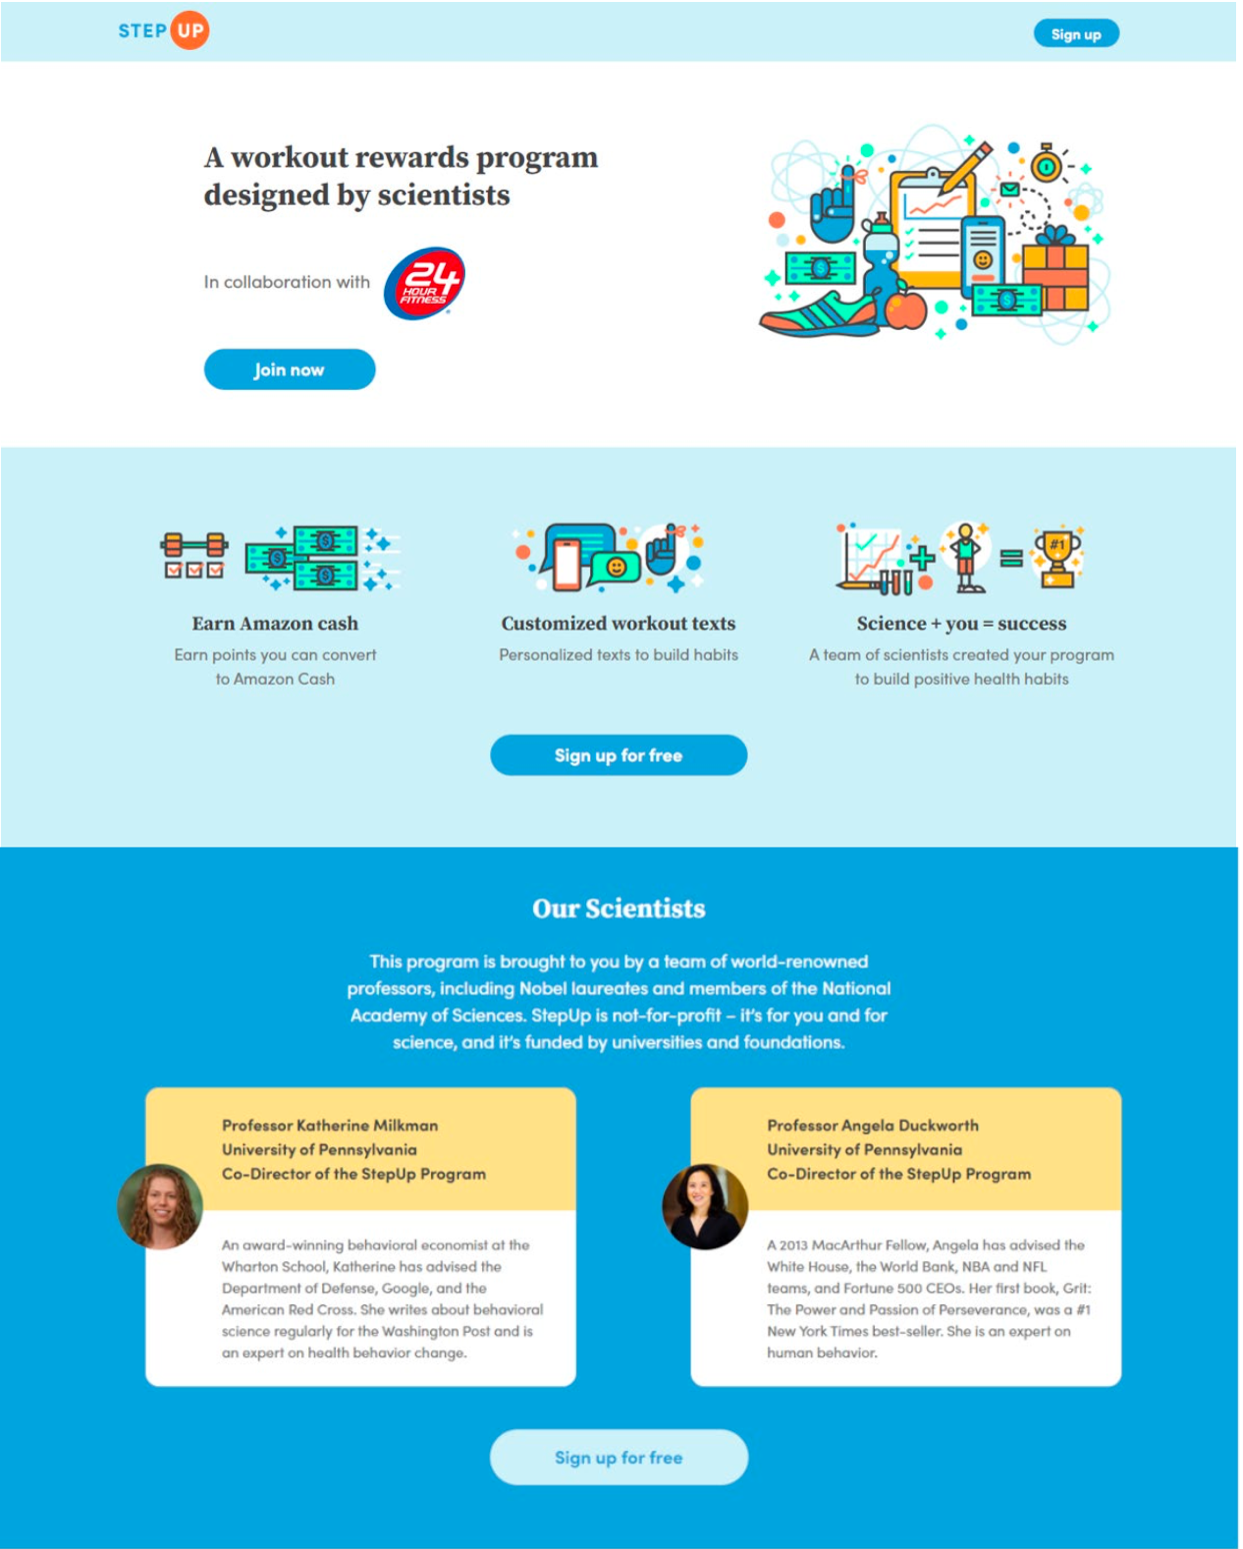 STEP UP
Sign up
A workout rewards program
designed by scientists
In collaboration with
24
HOUR
FITNESS
Join now
#1
Earn Amazon cash
Earn points you can convert
to Amazon Cash
Customized workout texts
Personalized texts to build habits
Science + you = success
A team of scientists created your program
to build positive health habits
Sign up for free
Our Scientists
This program is brought to you by a team of world-renowned
professors, including Nobel laureates and members of the National
Academy of Sciences. StepUp is not-for-profit – it's for you and for
science, and it's funded by universities and foundations.
Professor Katherine Milkman
University of Pennsylvania
Co-Director of the StepUp Program
An award-winning behavioral economist at the
Wharton School, Katherine has advised the
Department of Defense, Google, and the
American Red Cross. She writes about behavioral
science regularly for the Washington Post and is
an expert on health behavior change.
Professor Angela Duckworth
University of Pennsylvania
Co-Director of the StepUp Program
A 2013 MacArthur Fellow, Angela has advised the
White House, the World Bank, NBA and NFL
teams, and Fortune 500 CEOs. Her first book, Grit:
The Power and Passion of Perseverance, was a #1
New York Times best-seller. She is an expert on
human behavior.
Sign up for free